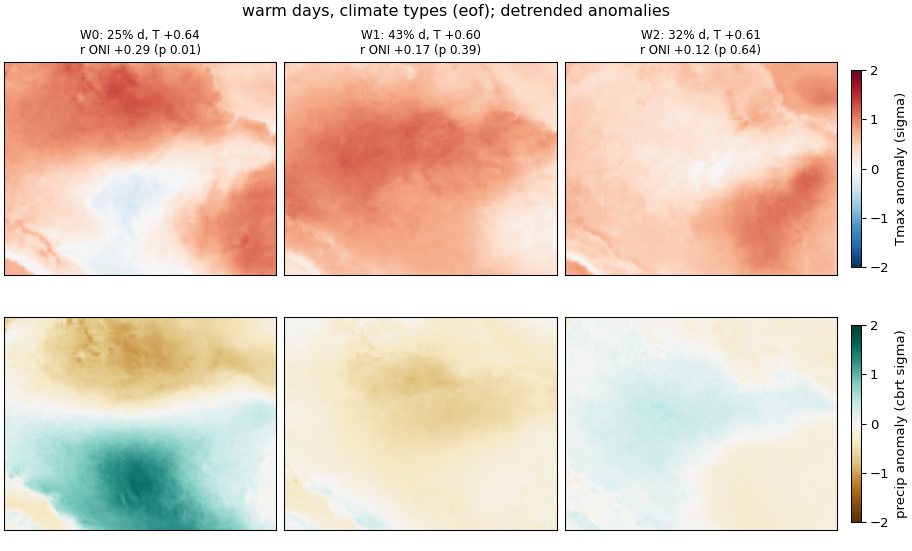 warm days, climate types (eof); detrended anomalies
W0: 25% d, T +0.64
r ONI +0.29 (p 0.01)
W1: 43% d, T +0.60
r ONI +0.17 (p 0.39)
W2: 32% d, T +0.61
r ONI +0.12 (p 0.64)
2
1
0
−1
−2
Tmax anomaly (sigma)
2
1
0
−1
−2
precip anomaly (cbrt sigma)